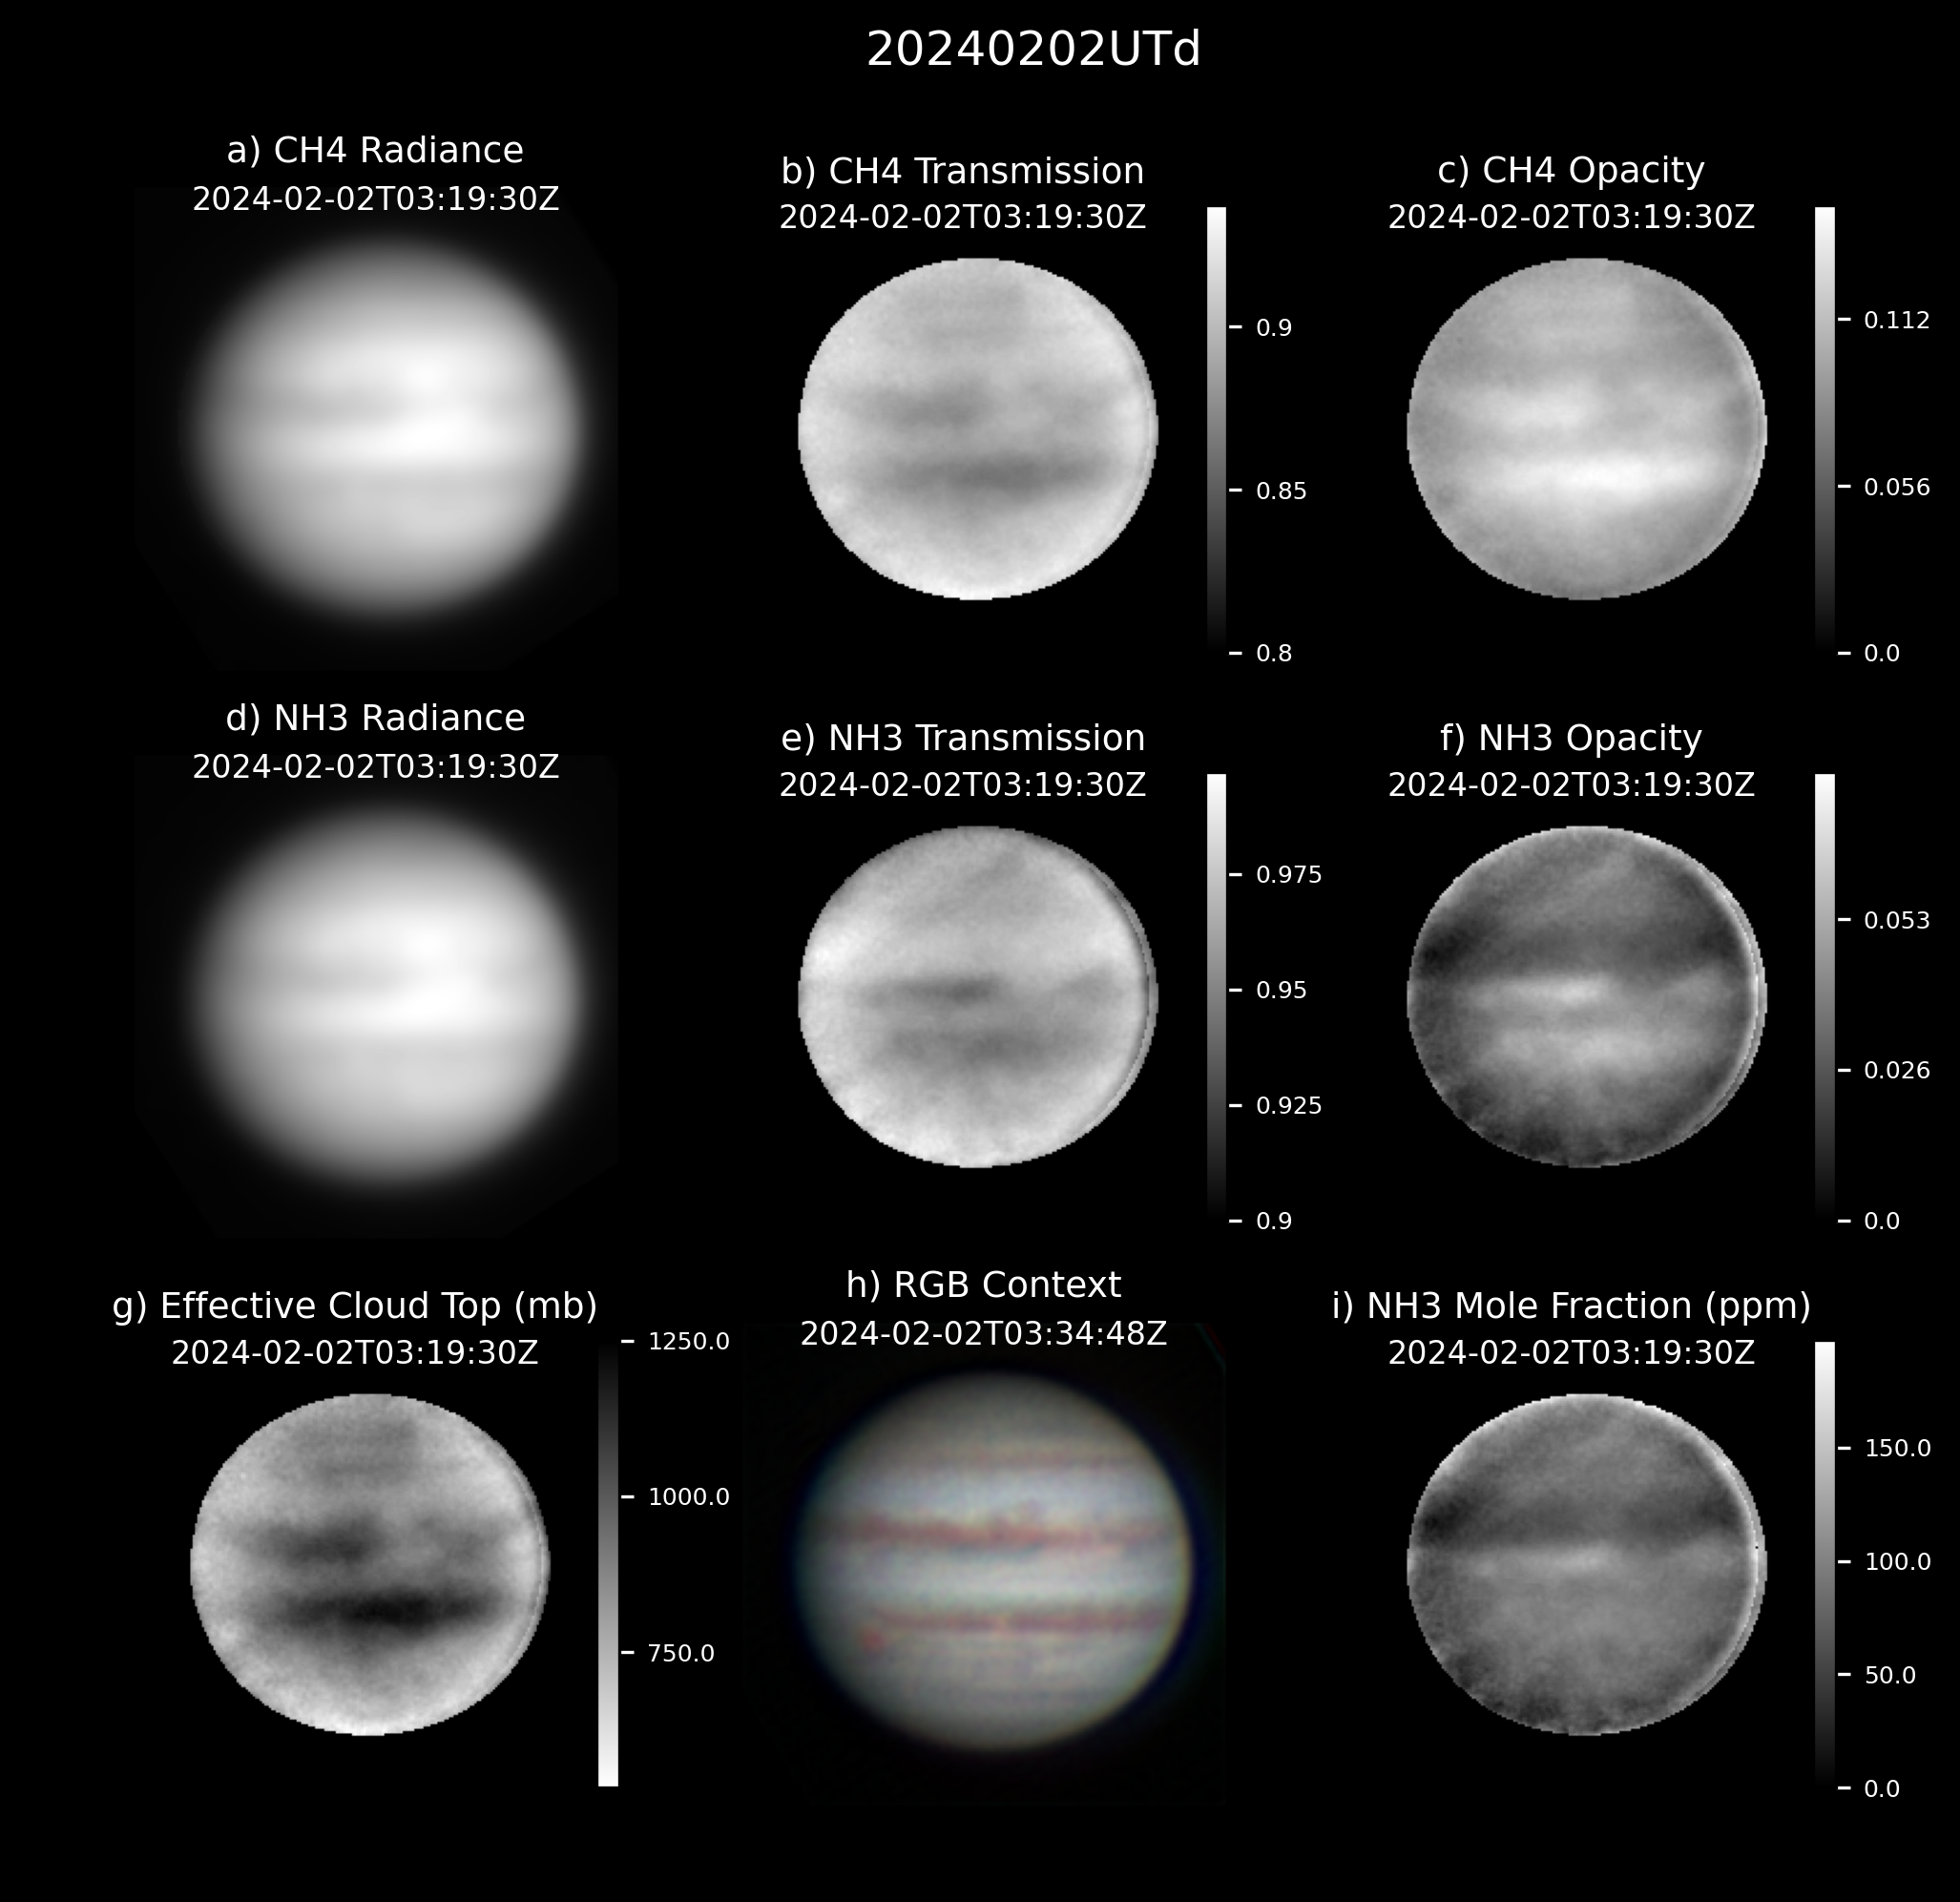 20240202UTd
a) CH4 Radiance
2024-02-02T03:19:30Z
b) CH4 Transmission
2024-02-02T03:19:30Z
0.9
0.85
0.8
c) CH4 Opacity
2024-02-02T03:19:30Z
0.112
0.056
0.0
d) NH3 Radiance
2024-02-02T03:19:30Z
e) NH3 Transmission
2024-02-02T03:19:30Z
0.975
0.95
0.925
0.9
f) NH3 Opacity
2024-02-02T03:19:30Z
0.053
0.026
0.0
g) Effective Cloud Top (mb)
2024-02-02T03:19:30Z
1250.0
1000.0
750.0
h) RGB Context
2024-02-02T03:34:48Z
i) NH3 Mole Fraction (ppm)
2024-02-02T03:19:30Z
150.0
100.0
50.0
0.0